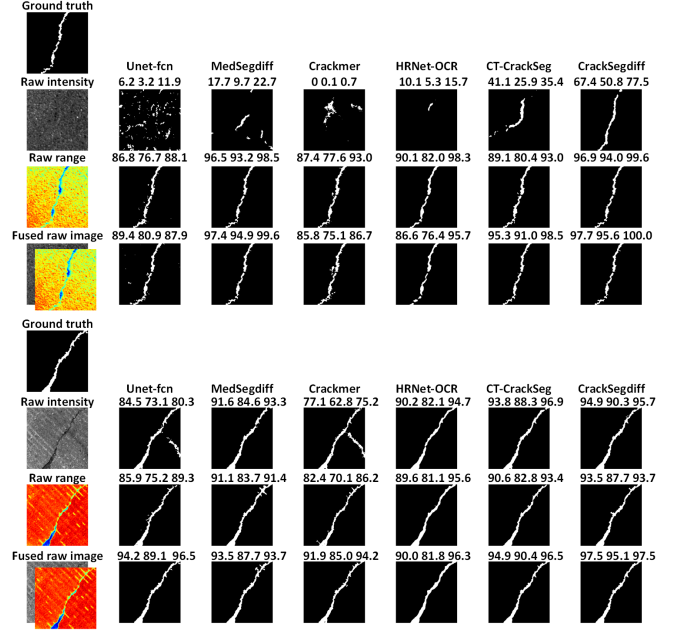 Ground truth
Unet-fcn MedSegdiff Crackmer HRNet-OCR CT-CrackSeg CrackSegdiff
Raw intensity 6.2 3.2 11.9 17.7 9.7 22.7 0 0.1 0.7 10.1 5.3 15.7 41.1 25.9 35.4 67.4 50.8 77.5
Raw range 86.8 76.7 88.1 96.5 93.2 98.5 87.4 77.6 93.0 90.1 82.0 98.3 89.1 80.4 93.0 96.9 94.0 99.6
Fused raw image 89.4 80.9 87.9 97.4 94.9 99.6 85.8 75.1 86.7 86.6 76.4 95.7 95.3 91.0 98.5 97.7 95.6 100.0
Ground truth
Unet-fcn MedSegdiff Crackmer HRNet-OCR CT-CrackSeg CrackSegdiff
Raw intensity 84.5 73.1 80.3 91.6 84.6 93.3 77.1 62.8 75.2 90.2 82.1 94.7 93.8 88.3 96.9 94.9 90.3 95.7
Raw range 85.9 75.2 89.3 91.1 83.7 91.4 82.4 70.1 86.2 89.6 81.1 95.6 90.6 82.8 93.4 93.5 87.7 93.7
Fused raw image 94.2 89.1 96.5 93.5 87.7 93.7 91.9 85.0 94.2 90.0 81.8 96.3 94.9 90.4 96.5 97.5 95.1 97.5